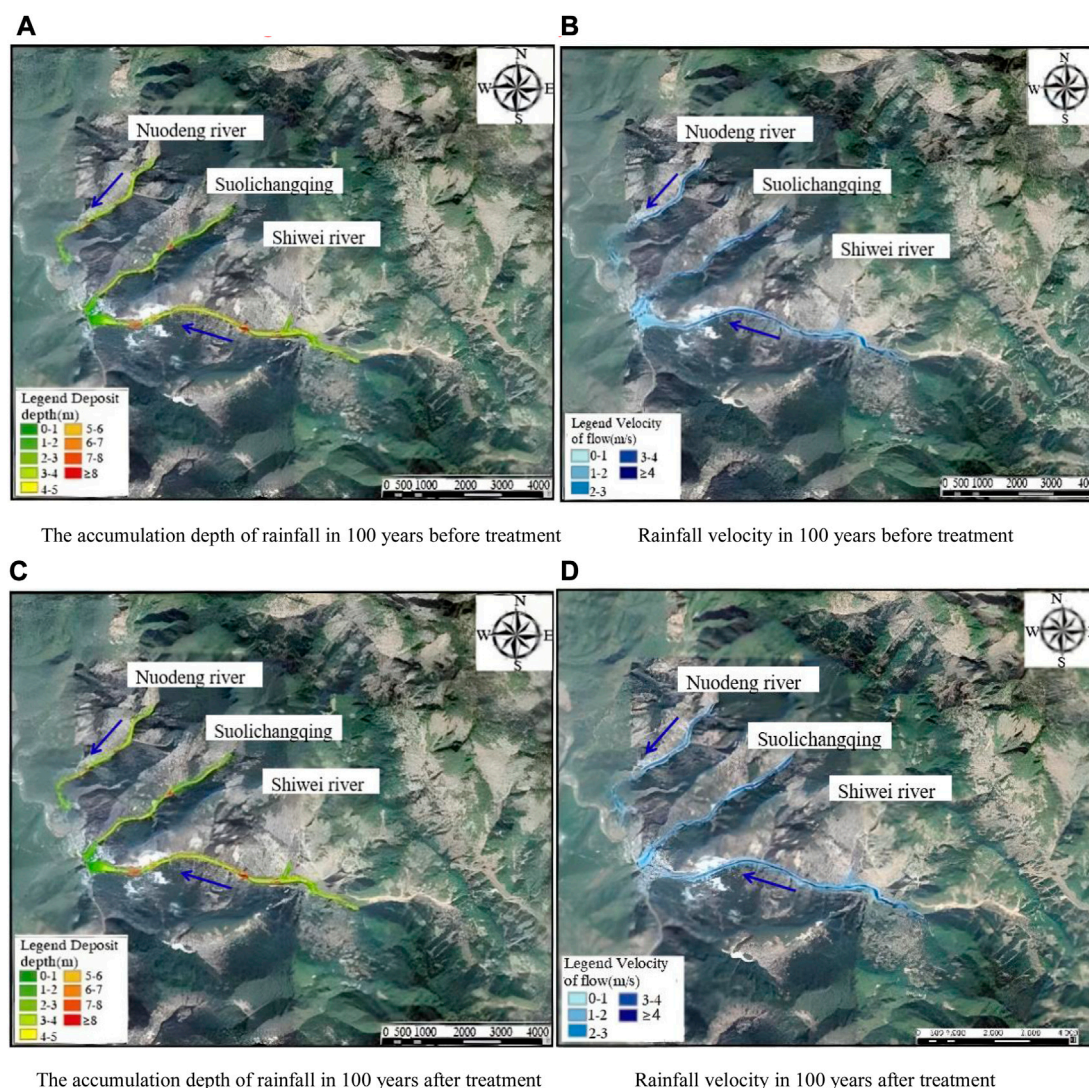 A
N
W
E
S
Nuodeng river
Suolichangqing
Shiwei river
Legend Deposit
depth(m)
0-1 5-6
1-2 6-7
2-3 7-8
3-4 ≥8
4-5
0 500 1000 2000 3000 4000
The accumulation depth of rainfall in 100 years before treatment
B
N
W
E
S
Nuodeng river
Suolichangqing
Shiwei river
Legend Velocity
of flow(m/s)
0-1 3-4
1-2 ≥4
2-3
0 500 1000 2000 3000
Rainfall velocity in 100 years before treatment
C
N
W
E
S
Nuodeng river
Suolichangqing
Shiwei river
Legend Deposit
depth(m)
0-1 5-6
1-2 6-7
2-3 7-8
3-4 ≥8
4-5
0 500 1000 2000 3000 4000
The accumulation depth of rainfall in 100 years after treatment
D
N
W
E
S
Nuodeng river
Suolichangqing
Shiwei river
Legend Velocity
of flow(m/s)
0-1 3-4
1-2 ≥4
2-3
2,000 3,000
Rainfall velocity in 100 years after treatment